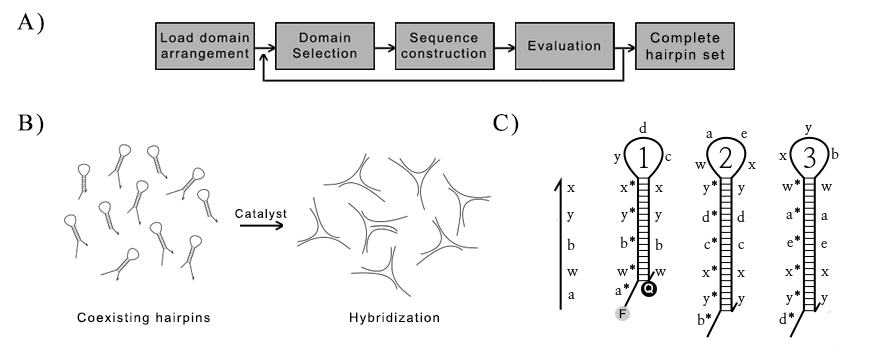 A)
Load domain
arrangement
Domain
Selection
Sequence
construction
Evaluation
Complete
hairpin set
B)
Catalyst
Coexisting hairpins
Hybridization
C)
x
y
b
w
a
d
y 1 c
x* x
y* y
b* b
w* w
a* Q
F
a e
w 2 x
y* y
d* d
c* c
x* x
y* y
b*
y
x 3 b
w* w
a* a
e* e
x* x
y* y
d*